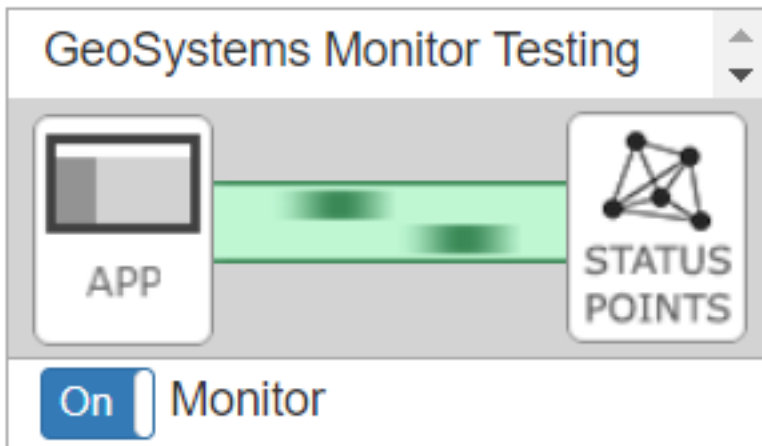 GeoSystems Monitor Testing
APP
STATUS
POINTS
On
Monitor